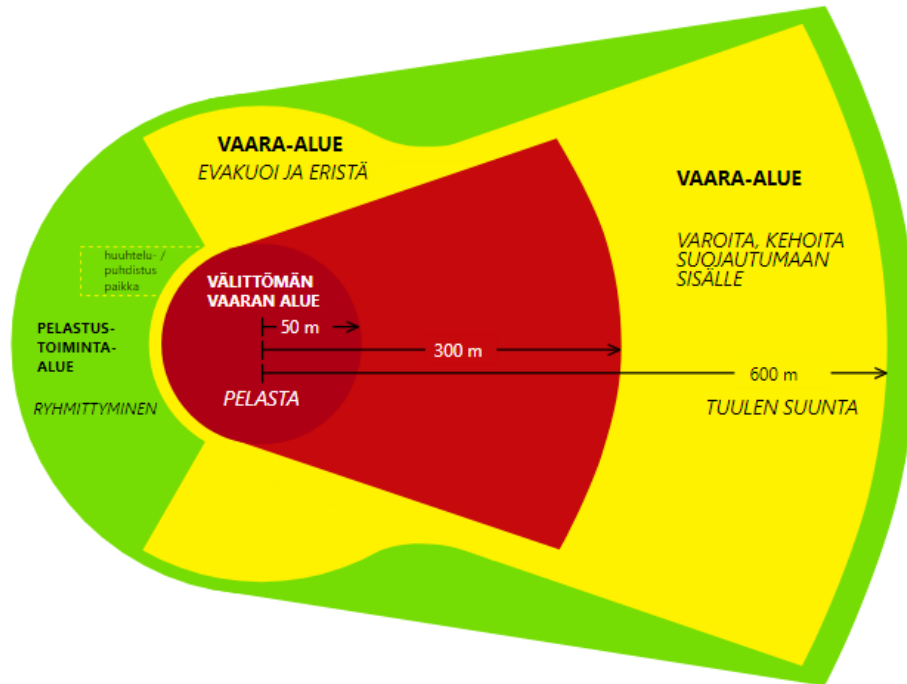 VAARA-ALUE
EVAKUOI JA ERISTÄ
VAARA-ALUE
VAROITA, KEHOITA
SUOJAUTUMAAN
SISÄLLE
huuhtelu- /
puhdistus
paikka
VÄLITTÖMÄN
VAARAN ALUE
50 m
300 m
600 m
PELASTUS-
TOIMINTA-
ALUE
RYHMITTYMINEN
PELASTA
TUULEN SUUNTA